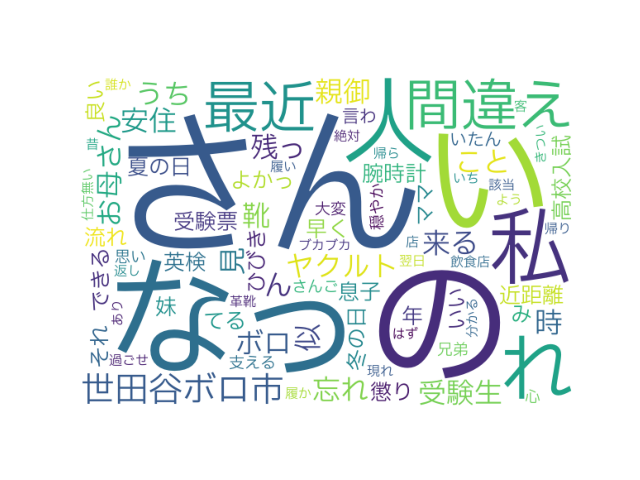 さん
なっ
の
い
人
私
れ
最近
間違え
世田谷ボロ市
うち
親御
安住
良い
誰か
昔
お母さん
夏の日
残っ
言わ
絶対
客
いたん
こと
きつい
高校入試
仕方無い
よかっ
履い
帰ら
腕時計
いち
該当
よう
受験票
靴
大変
穏やか
ママ
早く
ブカブカ
店
来る
帰り
流れ
できる
思い
返し
英検
見
ひびき
ヤクルト
翌日
飲食店
近距離
それ
あり
妹
革靴
ん
さんご
息子
年
はず
いい
分かる
み
時
てる
ボロ
似
冬の日
兄弟
過ごせ
支える
現れ
忘れ
履か
懲り
受験生
心